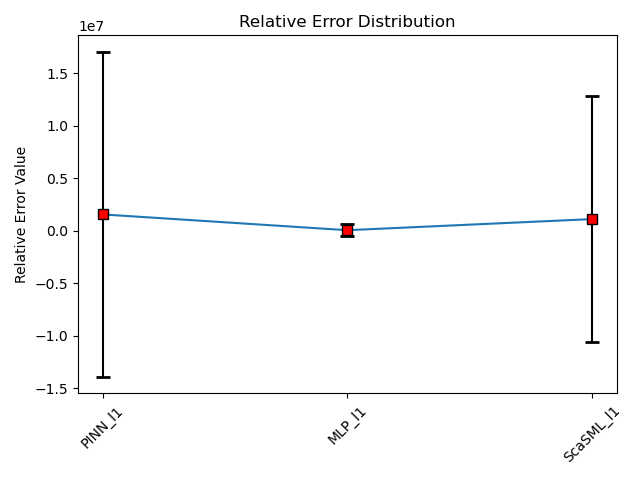 Relative Error Distribution
1e7
1.5
1.0
0.5
0.0
−0.5
−1.0
−1.5
Relative Error Value
PINN_l1
MLP_l1
ScaSML_l1